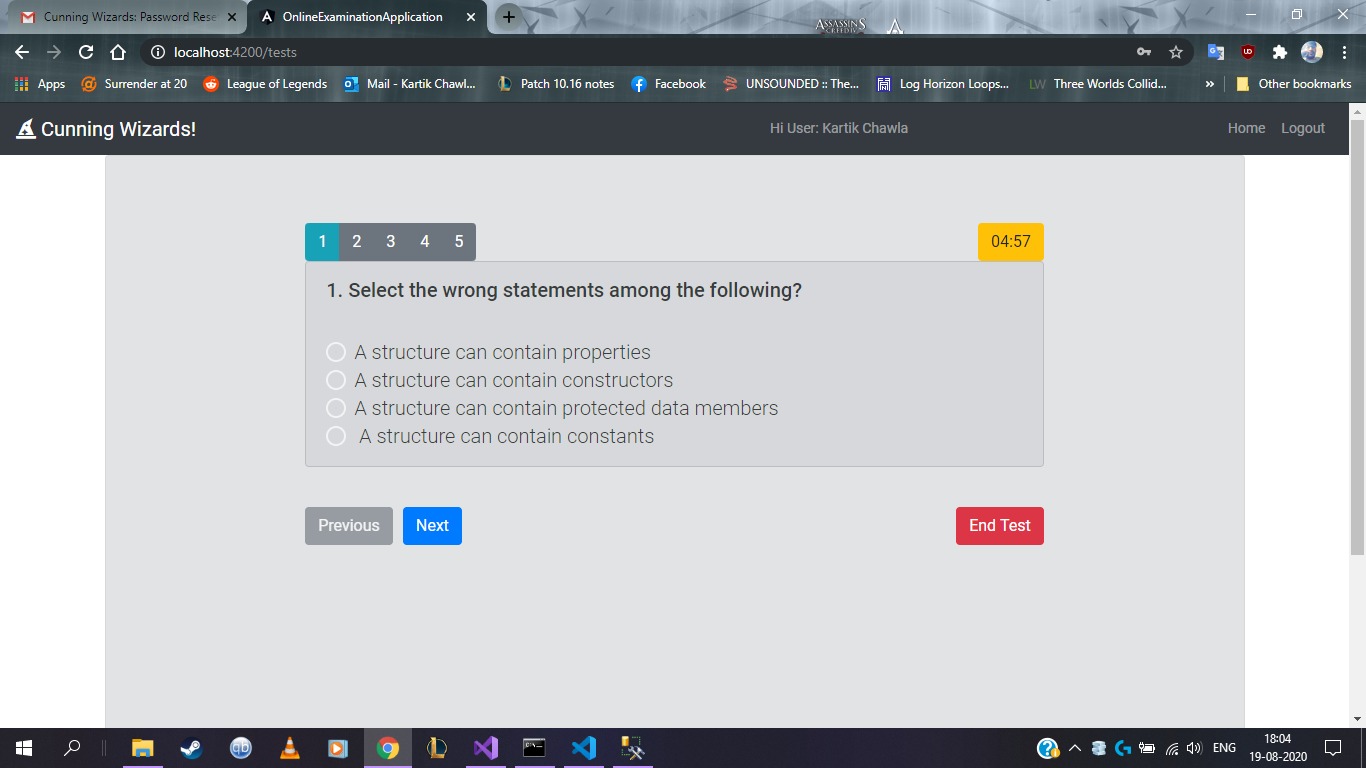 Cunning Wizards: Password Rese
OnlineExaminationApplication
ASSASSIN'S
CREED IV
localhost:4200/tests
Apps
Surrender at 20
League of Legends
Mail - Kartik Chawl...
Patch 10.16 notes
Facebook
UNSOUNDED :: The...
Log Horizon Loops...
LW
Three Worlds Collid...
»
Other bookmarks
Cunning Wizards!
Hi User: Kartik Chawla
Home
Logout
1 2 3 4 5
04:57
1. Select the wrong statements among the following?
A structure can contain properties
A structure can contain constructors
A structure can contain protected data members
A structure can contain constants
Previous
Next
End Test
ENG
18:04
19-08-2020